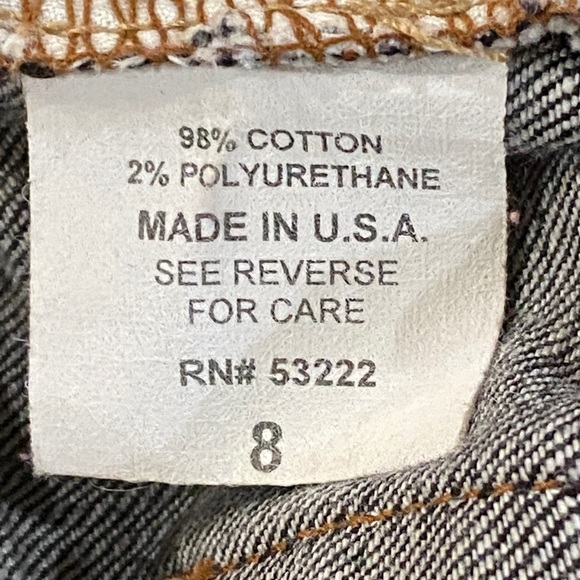 98% COTTON
2% POLYURETHANE
MADE IN U.S.A.
SEE REVERSE
FOR CARE
RN# 53222
8